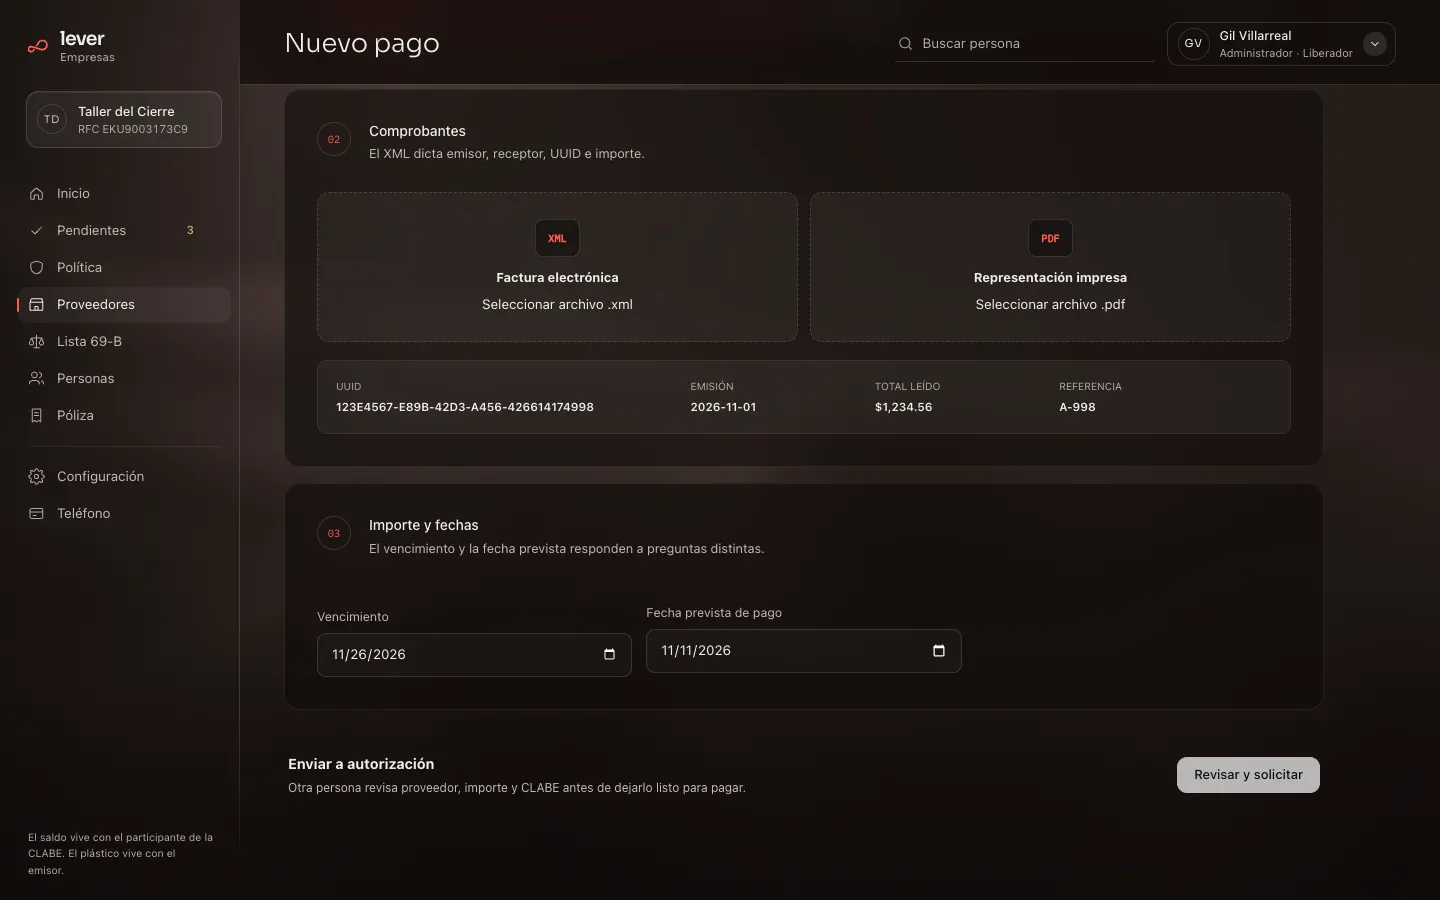 lever
Empresas
TD
Taller del Cierre
RFC EKU9003173C9
Inicio
Pendientes 3
Política
Proveedores
Lista 69-B
Personas
Póliza
Configuración
Teléfono
El saldo vive con el participante de la
CLABE. El plástico vive con el
emisor.
Nuevo pago
Buscar persona
GV
Gil Villarreal
Administrador · Liberador
02
Comprobantes
El XML dicta emisor, receptor, UUID e importe.
XML
Factura electrónica
Seleccionar archivo .xml
PDF
Representación impresa
Seleccionar archivo .pdf
UUID
123E4567-E89B-42D3-A456-426614174998
EMISIÓN
2026-11-01
TOTAL LEÍDO
$1,234.56
REFERENCIA
A-998
03
Importe y fechas
El vencimiento y la fecha prevista responden a preguntas distintas.
Vencimiento
11/26/2026
Fecha prevista de pago
11/11/2026
Enviar a autorización
Otra persona revisa proveedor, importe y CLABE antes de dejarlo listo para pagar.
Revisar y solicitar